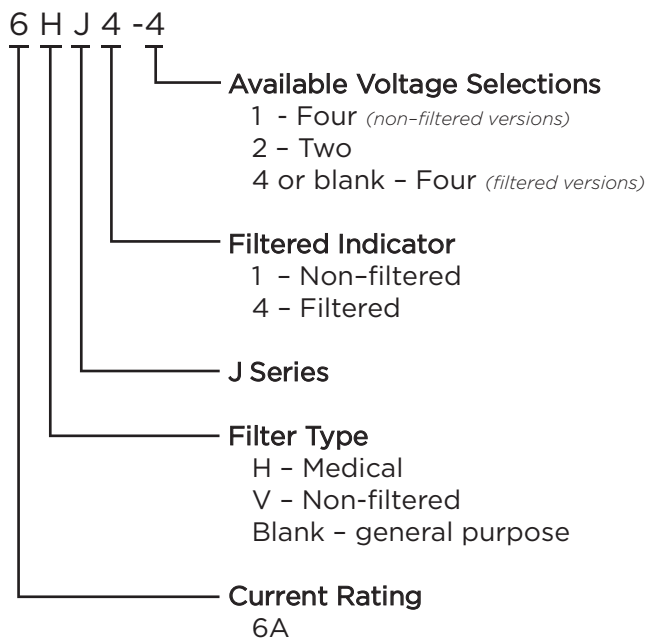 6 H J 4 -4
Available Voltage Selections
1 - Four (non–filtered versions)
2 – Two
4 or blank – Four (filtered versions)
Filtered Indicator
1 – Non–filtered
4 – Filtered
J Series
Filter Type
H – Medical
V – Non-filtered
Blank – general purpose
Current Rating
6A